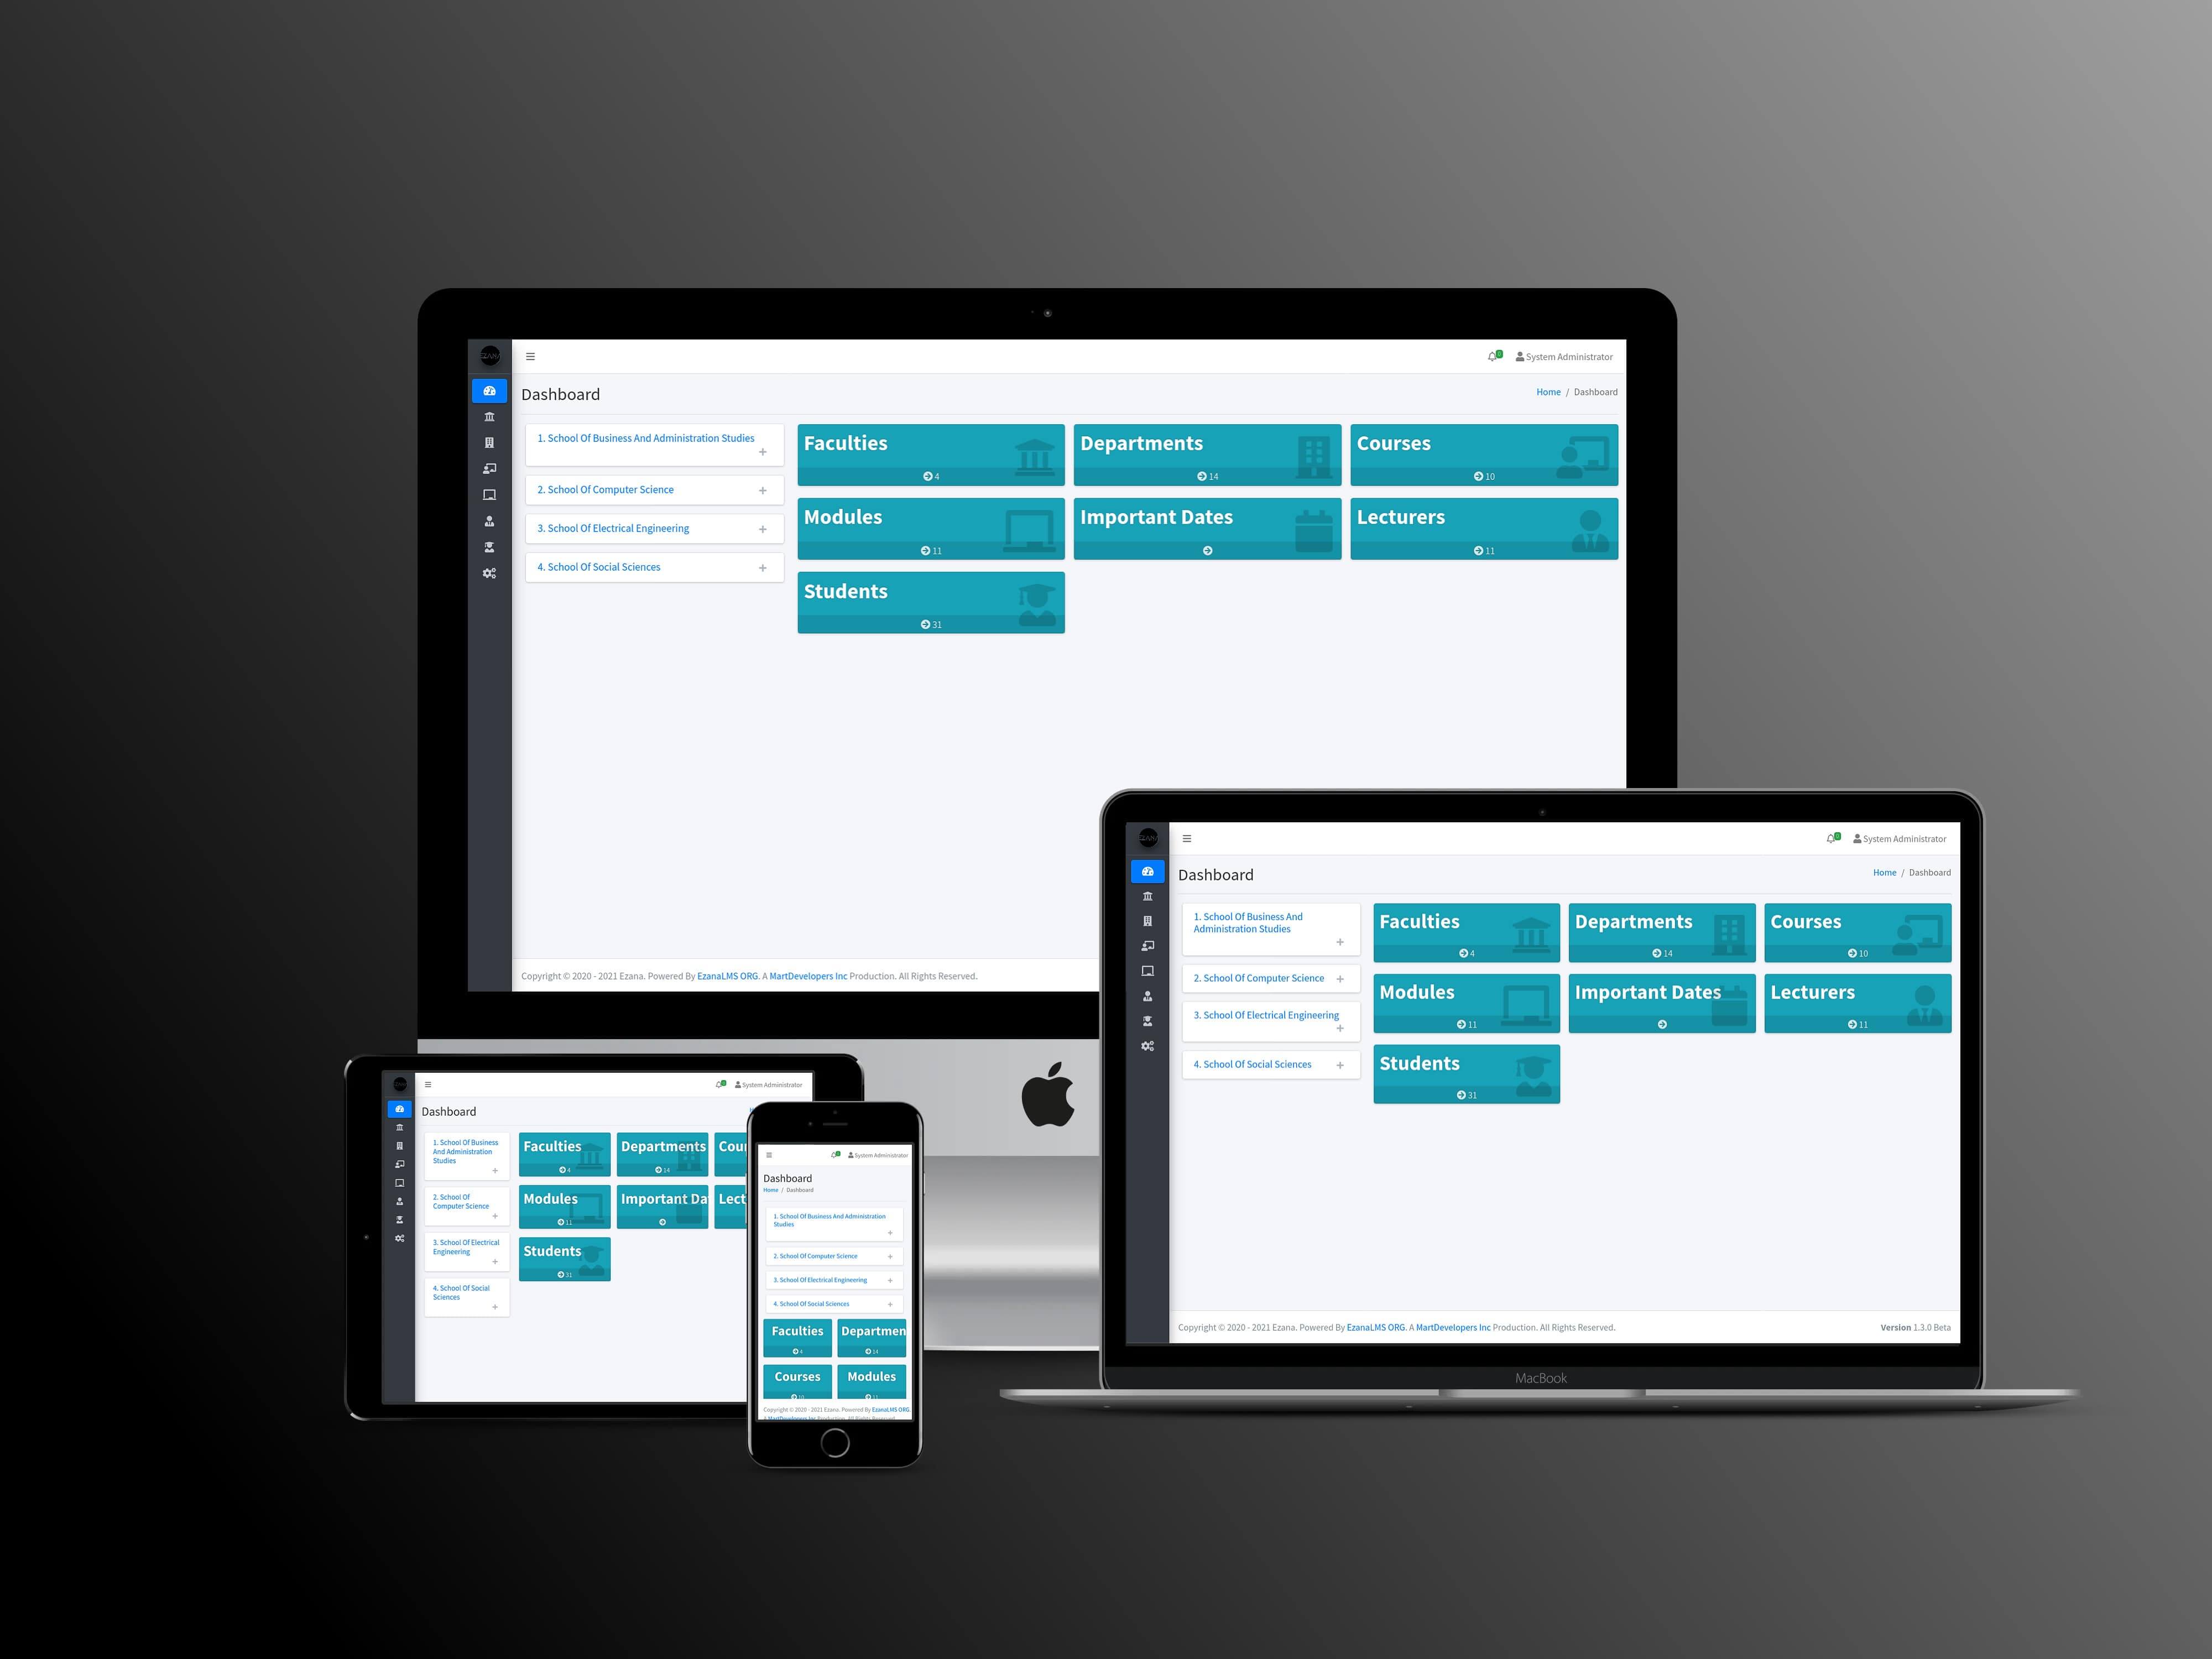 EZANA
0
System Administrator
Dashboard
Home / Dashboard
1. School Of Business And Administration Studies
+
2. School Of Computer Science +
3. School Of Electrical Engineering +
4. School Of Social Sciences +
Faculties
4
Departments
14
Courses
10
Modules
11
Important Dates
Lecturers
11
Students
31
Copyright © 2020 - 2021 Ezana. Powered By EzanaLMS ORG. A MartDevelopers Inc Production. All Rights Reserved.
EZANA
0
System Administrator
Dashboard
Home / Dashboard
1. School Of Business And
Administration Studies
+
2. School Of Computer Science +
3. School Of Electrical Engineering
+
4. School Of Social Sciences +
Faculties
4
Departments
14
Courses
10
Modules
11
Important Dates
Lecturers
11
Students
31
Copyright © 2020 - 2021 Ezana. Powered By EzanaLMS ORG. A MartDevelopers Inc Production. All Rights Reserved.
Version 1.3.0 Beta
MacBook
System Administrator
Dashboard
1. School Of Business
And Administration
Studies
+
2. School Of
Computer Science
+
3. School Of Electrical
Engineering
+
4. School Of Social
Sciences
+
Faculties
4
Departments
14
Cour
Modules
11
Important Da
Lect
Students
31
System Administrator
Dashboard
Home / Dashboard
1. School Of Business And Administration
Studies
+
2. School Of Computer Science +
3. School Of Electrical Engineering +
4. School Of Social Sciences +
Faculties
4
Departmen
14
Courses
10
Modules
11
Copyright © 2020 - 2021 Ezana. Powered By EzanaLMS ORG.
A MartDevelopers Inc Production. All Rights Reserved.